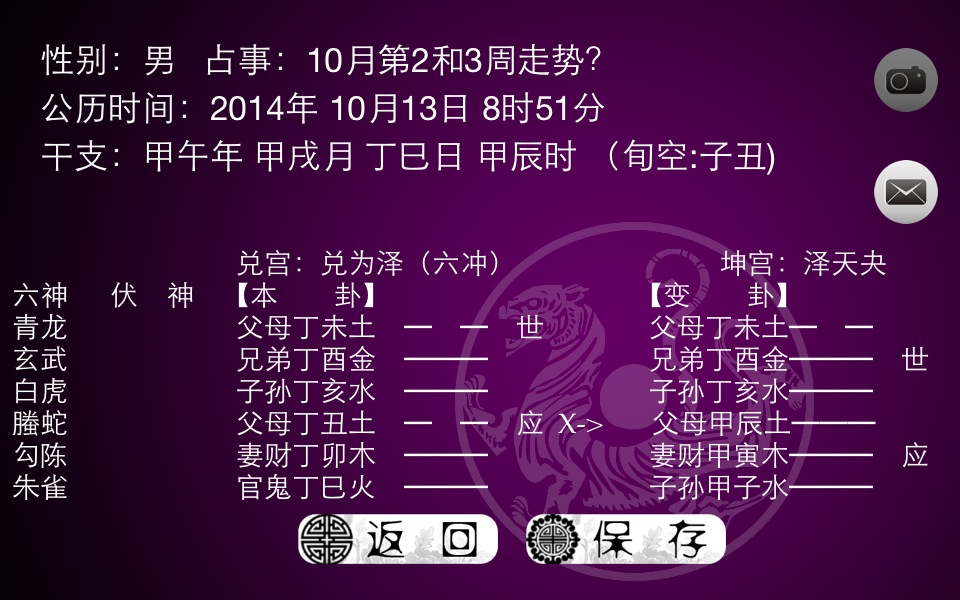 性别：男 占事：10月第2和3周走势？
公历时间：2014年 10月13日 8时51分
干支：甲午年 甲戌月 丁巳日 甲辰时 （旬空:子丑)
兑宫：兑为泽（六冲） 坤宫：泽天夬
六神 伏 神 【本 卦】 【变 卦】
青龙 父母丁未土 — — 世 父母丁未土— —
玄武 兄弟丁酉金 —— 兄弟丁酉金—— 世
白虎 子孙丁亥水 —— 子孙丁亥水——
螣蛇 父母丁丑土 — — 应 X-> 父母甲辰土——
勾陈 妻财丁卯木 —— 妻财甲寅木—— 应
朱雀 官鬼丁巳火 —— 子孙甲子水——
返 回 保 存